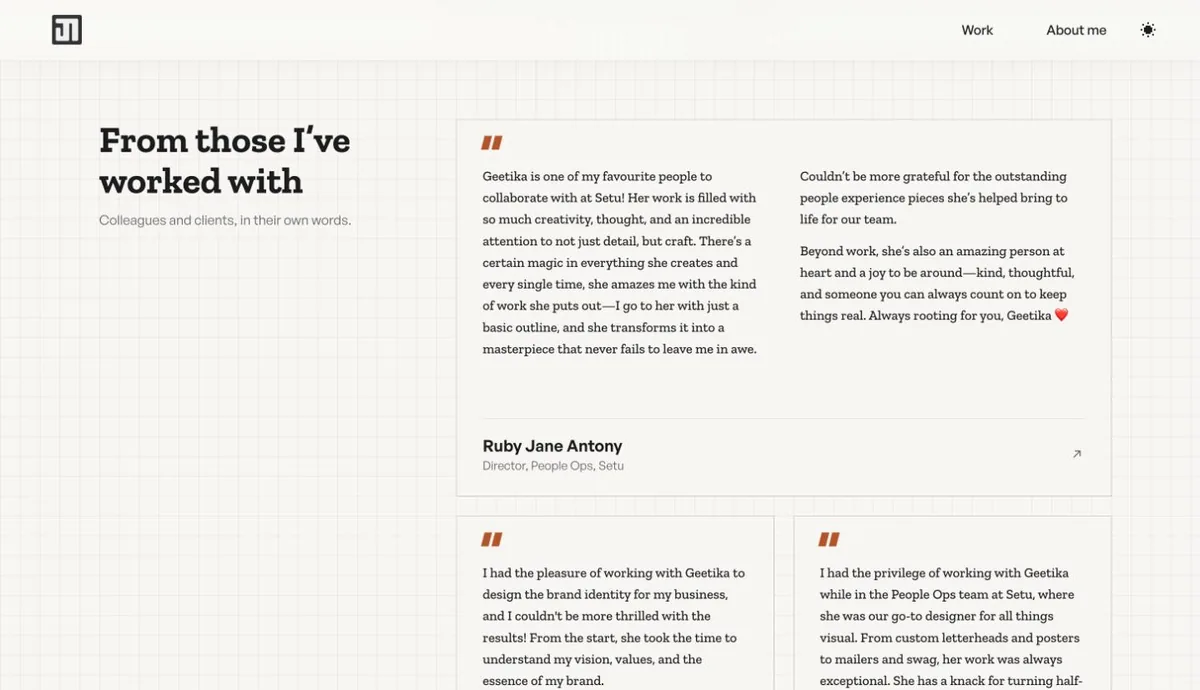 Work
About me
From those I’ve
worked with
Colleagues and clients, in their own words.
Geetika is one of my favourite people to
collaborate with at Setu! Her work is filled with
so much creativity, thought, and an incredible
attention to not just detail, but craft. There’s a
certain magic in everything she creates and
every single time, she amazes me with the kind
of work she puts out—I go to her with just a
basic outline, and she transforms it into a
masterpiece that never fails to leave me in awe.
Couldn’t be more grateful for the outstanding
people experience pieces she’s helped bring to
life for our team.
Beyond work, she’s also an amazing person at
heart and a joy to be around—kind, thoughtful,
and someone you can always count on to keep
things real. Always rooting for you, Geetika ❤️
Ruby Jane Antony
Director, People Ops, Setu
I had the pleasure of working with Geetika to
design the brand identity for my business,
and I couldn't be more thrilled with the
results! From the start, she took the time to
understand my vision, values, and the
essence of my brand.
I had the privilege of working with Geetika
while in the People Ops team at Setu, where
she was our go-to designer for all things
visual. From custom letterheads and posters
to mailers and swag, her work was always
exceptional. She has a knack for turning half-